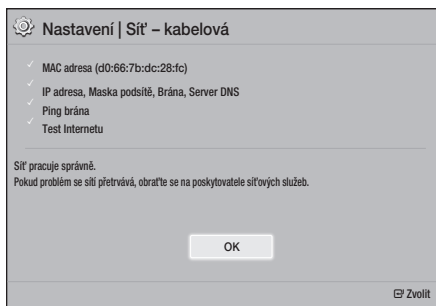 Nastavení | Síť – kabelová
MAC adresa (d0:66:7b:dc:28:fc)
IP adresa, Maska podsítě, Brána, Server DNS
Ping brána
Test Internetu
Síť pracuje správně.
Pokud problém se sítí přetrvává, obraťte se na poskytovatele síťových služeb.
OK
Zvolit